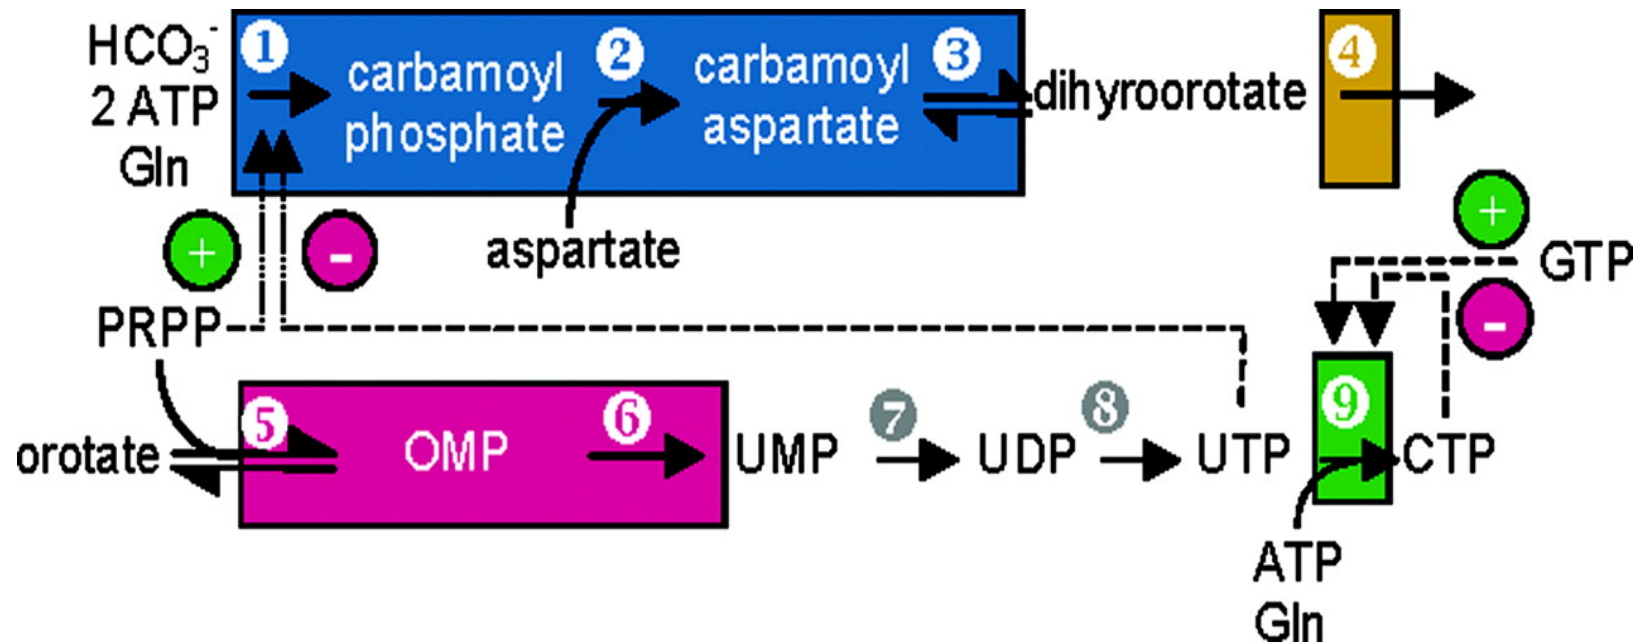 HCO3-
2 ATP
Gln
1
carbamoyl
phosphate
2
carbamoyl
aspartate
3
dihyroorotate
4
+
-
aspartate
+
-
GTP
PRPP
orotate
5
OMP
6
UMP
7
UDP
8
UTP
9
CTP
ATP
Gln